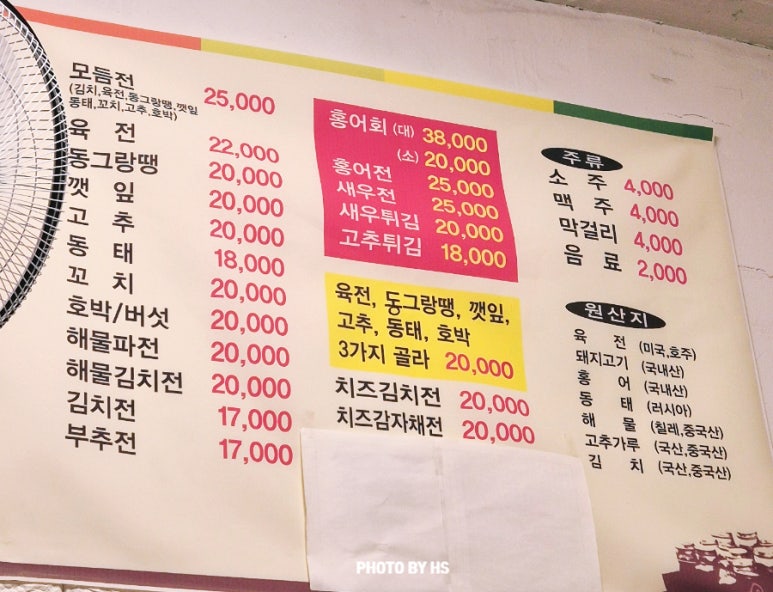 모듬전 25,000
(김치,육전,동그랑땡,깻잎
동태,꼬치,고추,호박)
육 전 22,000
동그랑땡 20,000
깻 잎 20,000
고 추 20,000
동 태 18,000
꼬 치 20,000
호박/버섯 20,000
해물파전 20,000
해물김치전 20,000
김치전 17,000
부추전 17,000
홍어회 (대) 38,000
(소) 20,000
홍어전 25,000
새우전 25,000
새우튀김 20,000
고추튀김 18,000
육전, 동그랑땡, 깻잎,
고추, 동태, 호박
3가지 골라 20,000
치즈김치전 20,000
치즈감자채전 20,000
주류
소 주 4,000
맥 주 4,000
막걸리 4,000
음 료 2,000
원산지
육 전 (미국,호주)
돼지고기 (국내산)
홍 어 (국내산)
동 태 (러시아)
해 물 (칠레,중국산)
고추가루 (국산,중국산)
김 치 (국산,중국산)
PHOTO BY HS